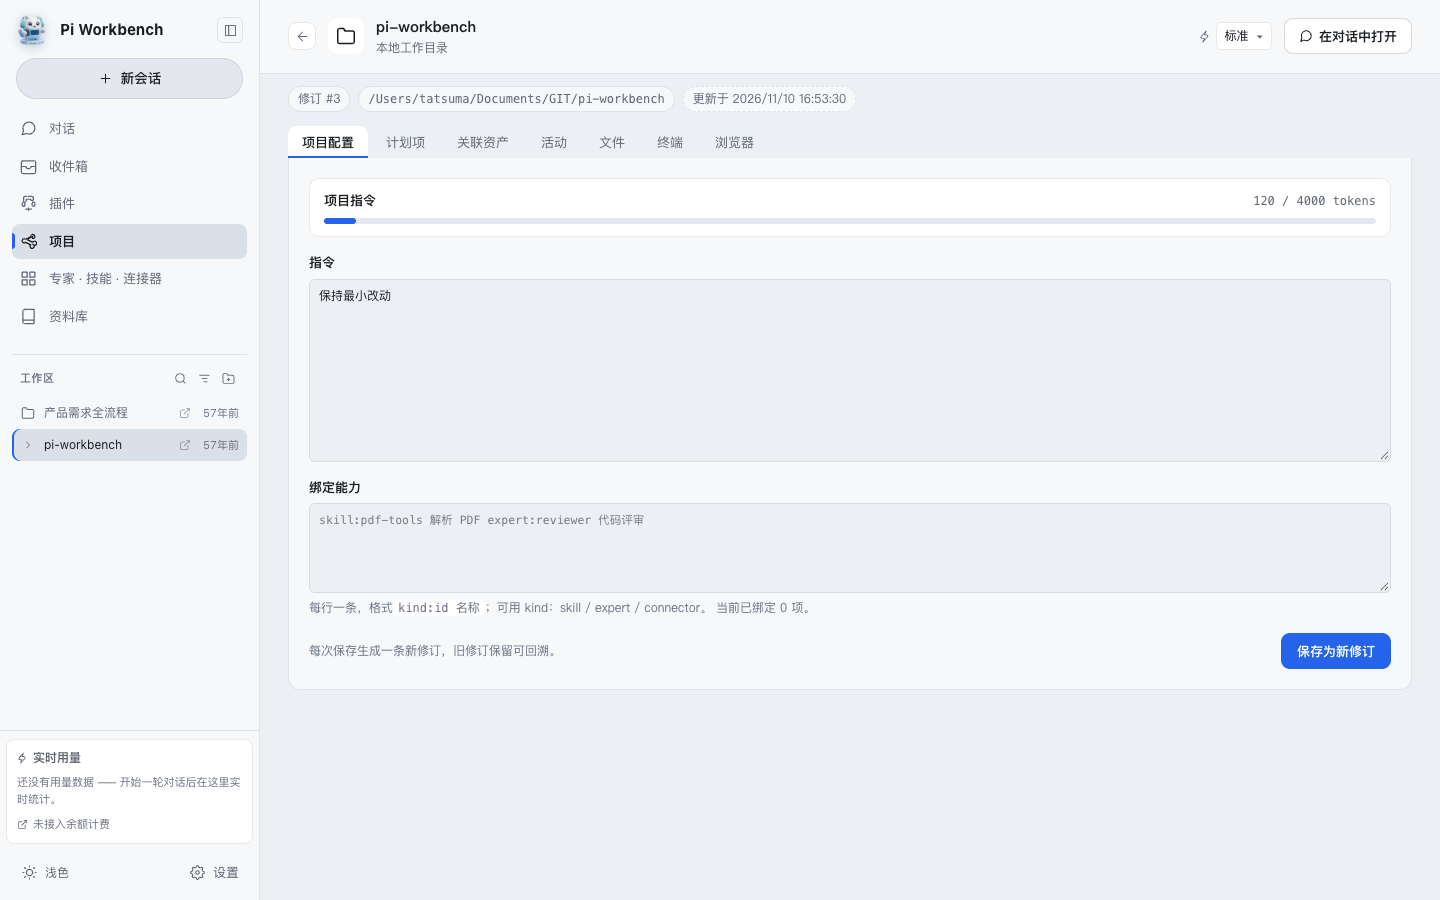 Pi Workbench
新会话
对话
收件箱
插件
项目
专家 · 技能 · 连接器
资料库
工作区
产品需求全流程 57年前
pi-workbench 57年前
实时用量
还没有用量数据 —— 开始一轮对话后在这里实
时统计。
未接入余额计费
浅色 设置
pi-workbench
本地工作目录
标准
在对话中打开
修订 #3 /Users/tatsuma/Documents/GIT/pi-workbench 更新于 2026/11/10 16:53:30
项目配置 计划项 关联资产 活动 文件 终端 浏览器
项目指令 120 / 4000 tokens
指令
保持最小改动
绑定能力
skill:pdf-tools 解析 PDF expert:reviewer 代码评审
每行一条，格式 kind:id 名称 ；可用 kind：skill / expert / connector。 当前已绑定 0 项。
每次保存生成一条新修订，旧修订保留可回溯。
保存为新修订